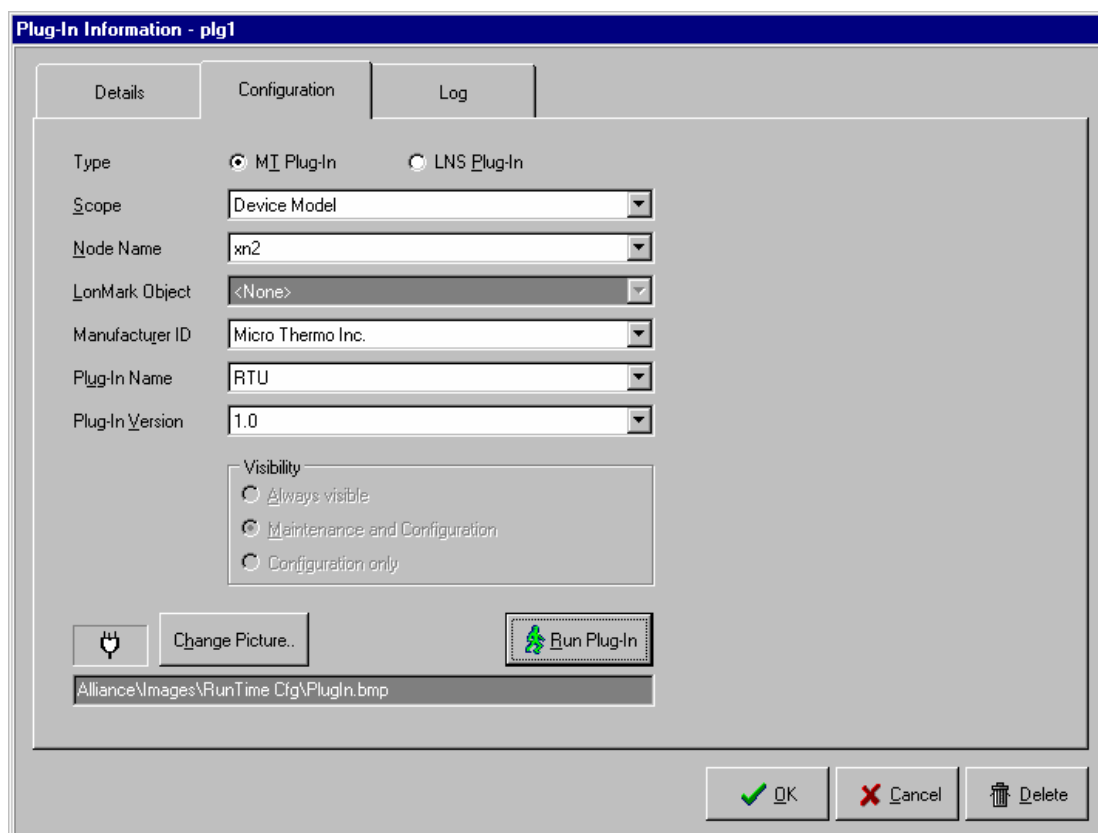 Plug-In Information - plg1
Details Configuration Log
Type MT Plug-In LNS Plug-In
Scope Device Model
Node Name xn2
LonMark Object <None>
Manufacturer ID Micro Thermo Inc.
Plug-In Name RTU
Plug-In Version 1.0
Visibility
Always visible
Maintenance and Configuration
Configuration only
Change Picture.. Run Plug-In
Alliance\Images\RunTime Cfg\PlugIn.bmp
OK Cancel Delete